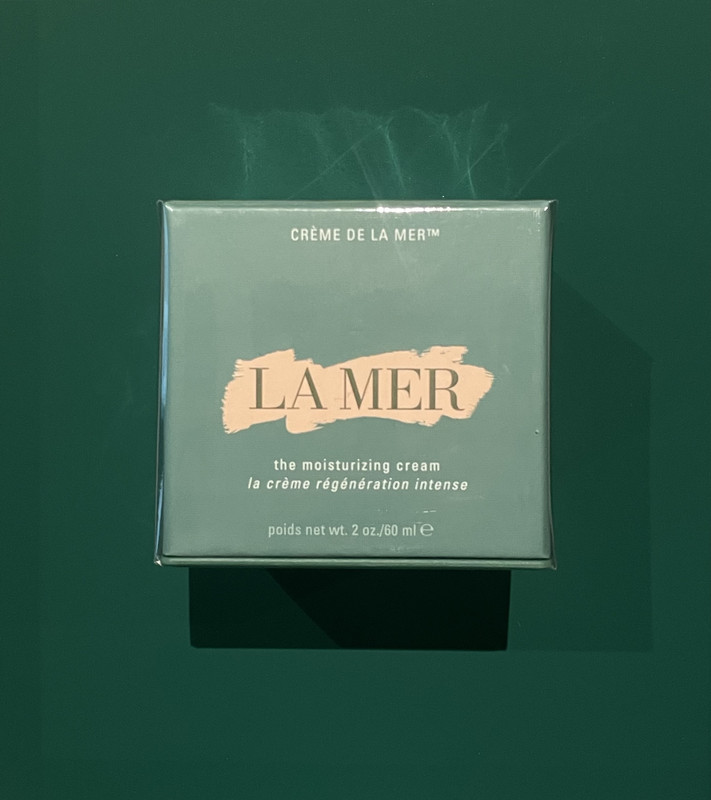 CRÈME DE LA MER™
LA MER
the moisturizing cream
la crème régénération intense
poids net wt. 2 oz./60 ml ℮